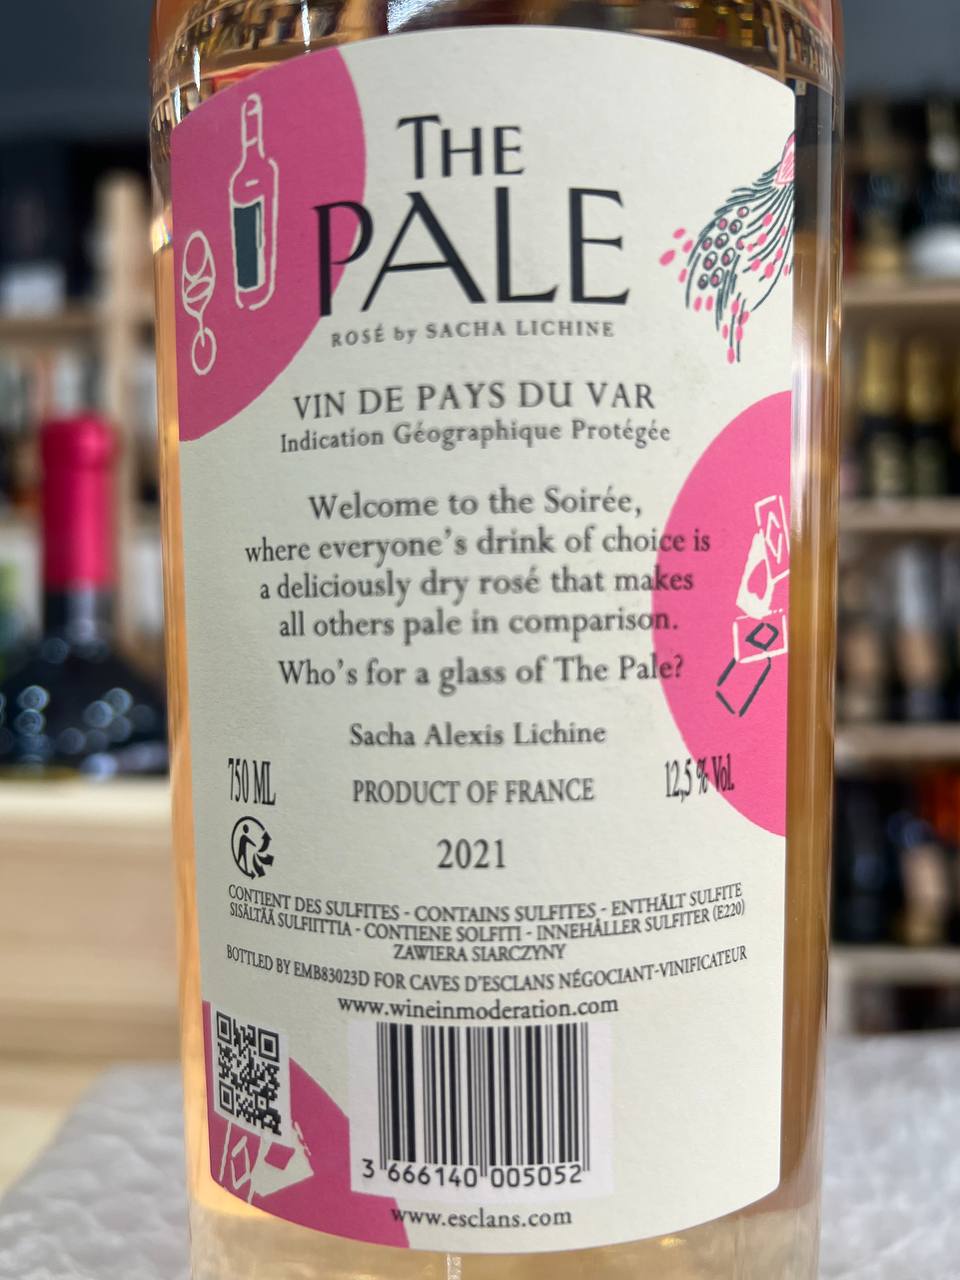 THE
PALE
ROSÉ by SACHA LICHINE
VIN DE PAYS DU VAR
Indication Géographique Protégée
Welcome to the Soirée,
where everyone's drink of choice is
a deliciously dry rosé that makes
all others pale in comparison.
Who's for a glass of The Pale?
Sacha Alexis Lichine
750 ML PRODUCT OF FRANCE 12,5 % Vol.
2021
CONTIENT DES SULFITES - CONTAINS SULFITES - ENTHÄLT SULFITE
SISÄLTÄÄ SULFIITTIA - CONTIENE SOLFITI - INNEHÅLLER SULFITER (E220)
ZAWIERA SIARCZYNY
BOTTLED BY EMB83023D FOR CAVES D'ESCLANS NÉGOCIANT-VINIFICATEUR
www.wineinmoderation.com
3 666140 005052
www.esclans.com